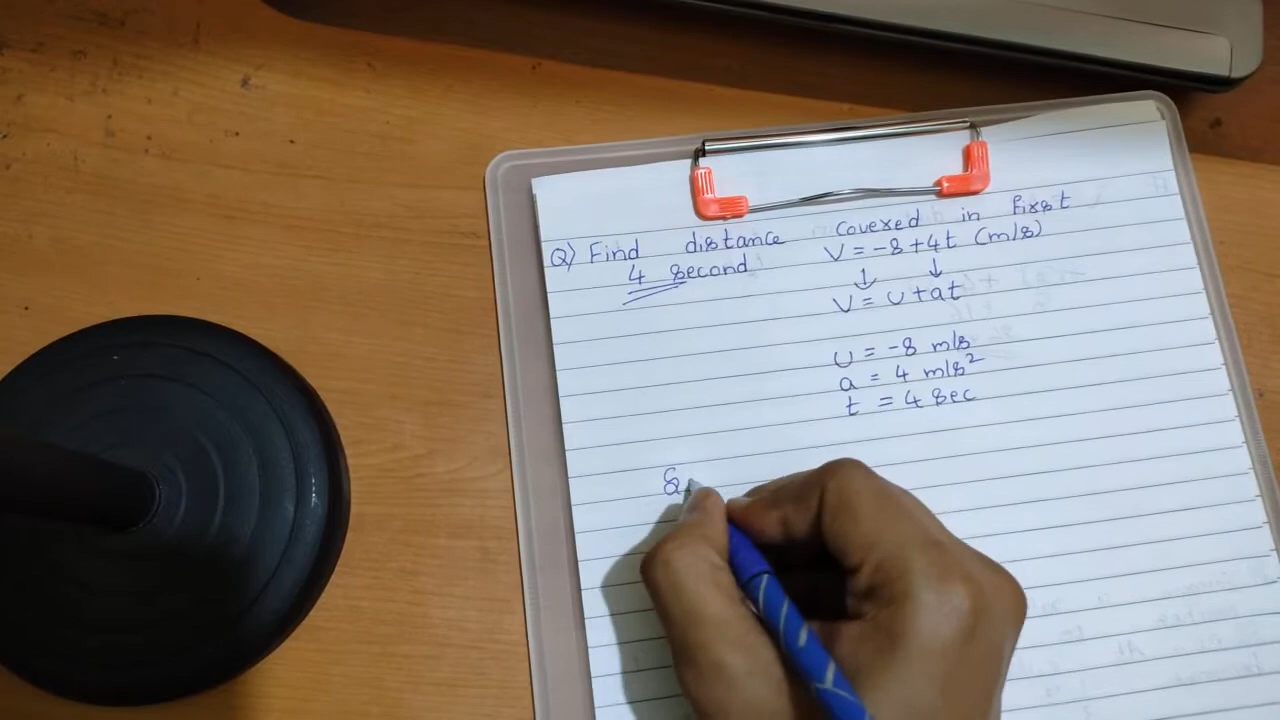 Q) Find distance covered in first
4 second
V = -8+4t (m/s)
↓ ↓
V = u+at
u = -8 m/s
a = 4 m/s²
t = 4 sec
S